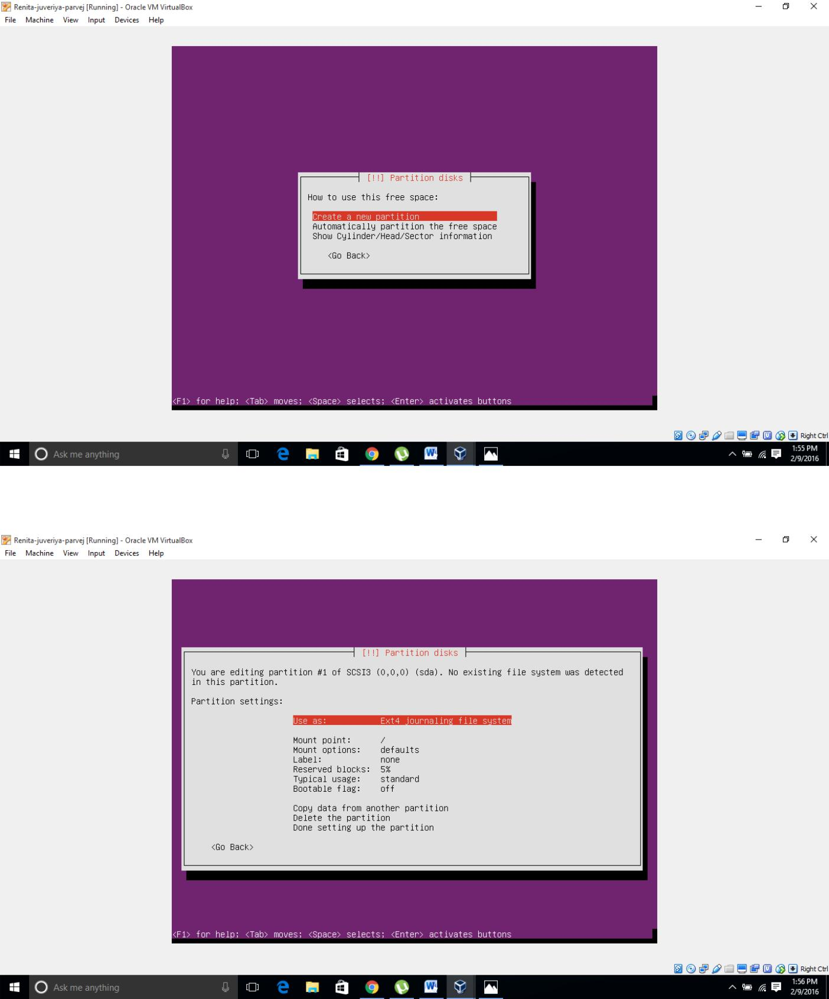 Renita-juveriya-parvej [Running] - Oracle VM VirtualBox
File Machine View Input Devices Help
[!!] Partition disks
How to use this free space:
Create a new partition
Automatically partition the free space
Show Cylinder/Head/Sector information
<Go Back>
<F1> for help; <Tab> moves; <Space> selects; <Enter> activates buttons
Right Ctrl
Ask me anything
1:55 PM
2/9/2016
Renita-juveriya-parvej [Running] - Oracle VM VirtualBox
File Machine View Input Devices Help
[!!] Partition disks
You are editing partition #1 of SCSI3 (0,0,0) (sda). No existing file system was detected
in this partition.
Partition settings:
Use as: Ext4 journaling file system
Mount point: /
Mount options: defaults
Label: none
Reserved blocks: 5%
Typical usage: standard
Bootable flag: off
Copy data from another partition
Delete the partition
Done setting up the partition
<Go Back>
<F1> for help; <Tab> moves; <Space> selects; <Enter> activates buttons
Right Ctrl
Ask me anything
1:56 PM
2/9/2016